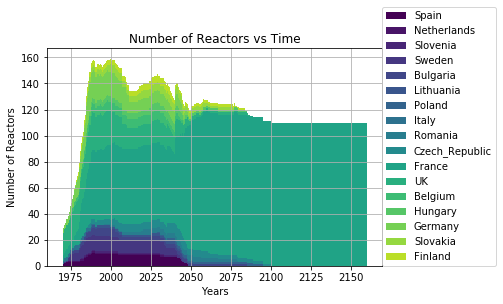 Number of Reactors vs Time
Number of Reactors
160
140
120
100
80
60
40
20
0
1975
2000
2025
2050
2075
2100
2125
2150
Years
Spain
Netherlands
Slovenia
Sweden
Bulgaria
Lithuania
Poland
Italy
Romania
Czech_Republic
France
UK
Belgium
Hungary
Germany
Slovakia
Finland